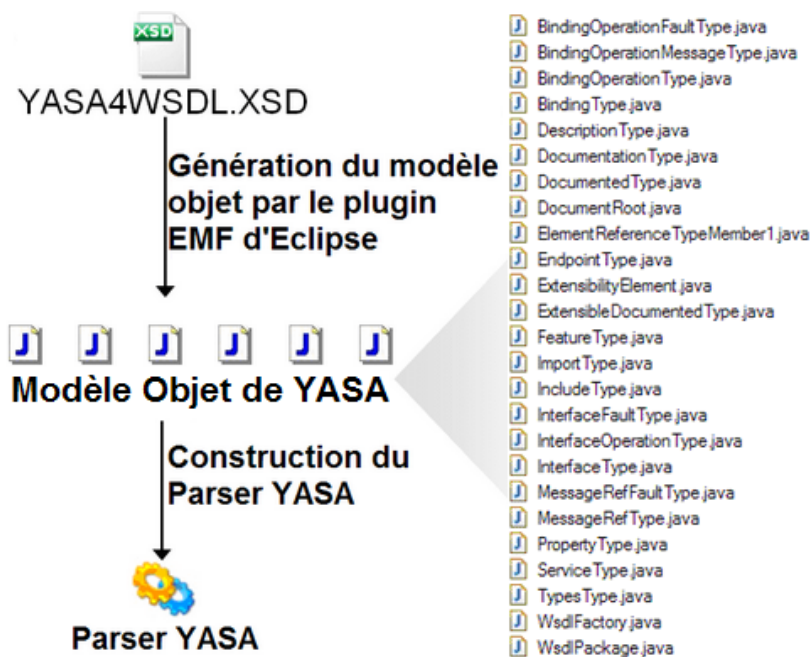 XSD
YASA4WSDL.XSD
Génération du modèle
objet par le plugin
EMF d'Eclipse
J J J J J J
Modèle Objet de YASA
Construction du
Parser YASA
Parser YASA
J BindingOperationFaultType.java
J BindingOperationMessageType.java
J BindingOperationType.java
J BindingType.java
J DescriptionType.java
J DocumentationType.java
J DocumentedType.java
J DocumentRoot.java
J ElementReferenceTypeMember1.java
J EndpointType.java
J ExtensibilityElement.java
J ExtensibleDocumentedType.java
J FeatureType.java
J ImportType.java
J IncludeType.java
J InterfaceFaultType.java
J InterfaceOperationType.java
J InterfaceType.java
J MessageRefFaultType.java
J MessageRefType.java
J PropertyType.java
J ServiceType.java
J TypesType.java
J WsdlFactory.java
J WsdlPackage.java